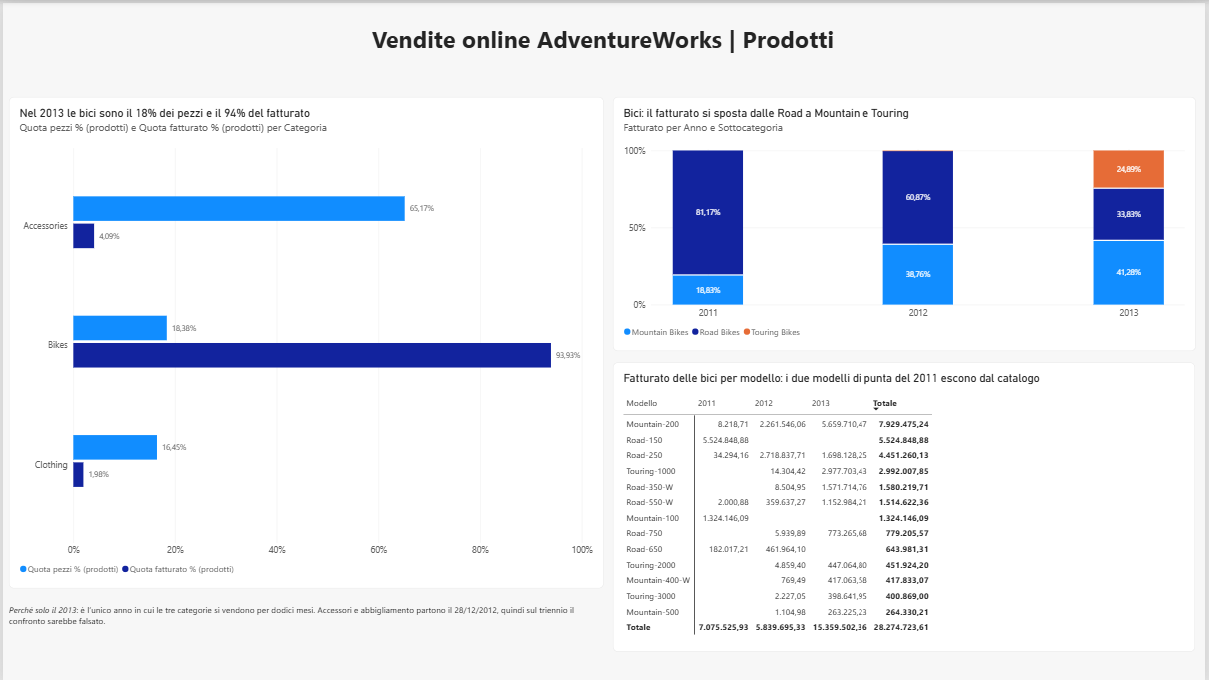 Vendite online AdventureWorks | Prodotti
Nel 2013 le bici sono il 18% dei pezzi e il 94% del fatturato
Quota pezzi % (prodotti) e Quota fatturato % (prodotti) per Categoria
Accessories
65,17%
4,09%
Bikes
18,38%
93,93%
Clothing
16,45%
1,98%
0% 20% 40% 60% 80% 100%
Quota pezzi % (prodotti) Quota fatturato % (prodotti)
Perché solo il 2013: è l'unico anno in cui le tre categorie si vendono per dodici mesi. Accessori e abbigliamento partono il 28/12/2012, quindi sul triennio il
confronto sarebbe falsato.
Bici: il fatturato si sposta dalle Road a Mountain e Touring
Fatturato per Anno e Sottocategoria
100%
50%
0%
81,17%
18,83%
60,87%
38,76%
24,89%
33,83%
41,28%
2011 2012 2013
Mountain Bikes Road Bikes Touring Bikes
Fatturato delle bici per modello: i due modelli di punta del 2011 escono dal catalogo
Modello 2011 2012 2013 Totale
Mountain-200 8.218,71 2.261.546,06 5.659.710,47 7.929.475,24
Road-150 5.524.848,88 5.524.848,88
Road-250 34.294,16 2.718.837,71 1.698.128,25 4.451.260,13
Touring-1000 14.304,42 2.977.703,43 2.992.007,85
Road-350-W 8.504,95 1.571.714,76 1.580.219,71
Road-550-W 2.000,88 359.637,27 1.152.984,21 1.514.622,36
Mountain-100 1.324.146,09 1.324.146,09
Road-750 5.939,89 773.265,68 779.205,57
Road-650 182.017,21 461.964,10 643.981,31
Touring-2000 4.859,40 447.064,80 451.924,20
Mountain-400-W 769,49 417.063,58 417.833,07
Touring-3000 2.227,05 398.641,95 400.869,00
Mountain-500 1.104,98 263.225,23 264.330,21
Totale 7.075.525,93 5.839.695,33 15.359.502,36 28.274.723,61